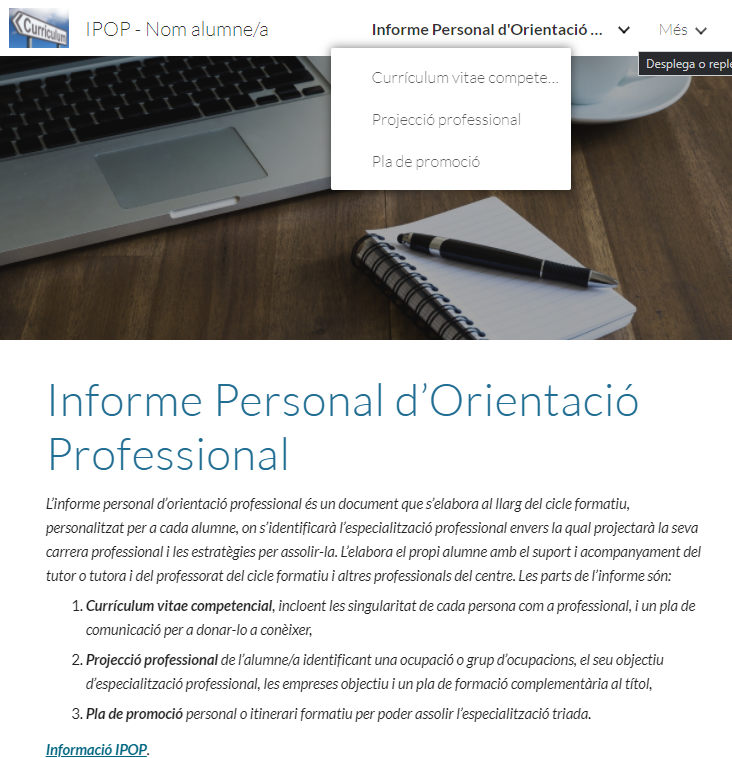 Curriculum
IPOP - Nom alumne/a
Informe Personal d'Orientació ...
Més
Desplega o reple
Currículum vitae compete...
Projecció professional
Pla de promoció
Informe Personal d’Orientació
Professional
L’informe personal d’orientació professional és un document que s’elabora al llarg del cicle formatiu,
personalitzat per a cada alumne, on s’identificarà l’especialització professional envers la qual projectarà la seva
carrera professional i les estratègies per assolir-la. L’elabora el propi alumne amb el suport i acompanyament del
tutor o tutora i del professorat del cicle formatiu i altres professionals del centre. Les parts de l’informe són:
1. Currículum vitae competencial, incloent les singularitat de cada persona com a professional, i un pla de
comunicació per a donar-lo a conèixer,
2. Projecció professional de l’alumne/a identificant una ocupació o grup d’ocupacions, el seu objectiu
d’especialització professional, les empreses objectiu i un pla de formació complementària al títol,
3. Pla de promoció personal o itinerari formatiu per poder assolir l’especialització triada.
Informació IPOP.